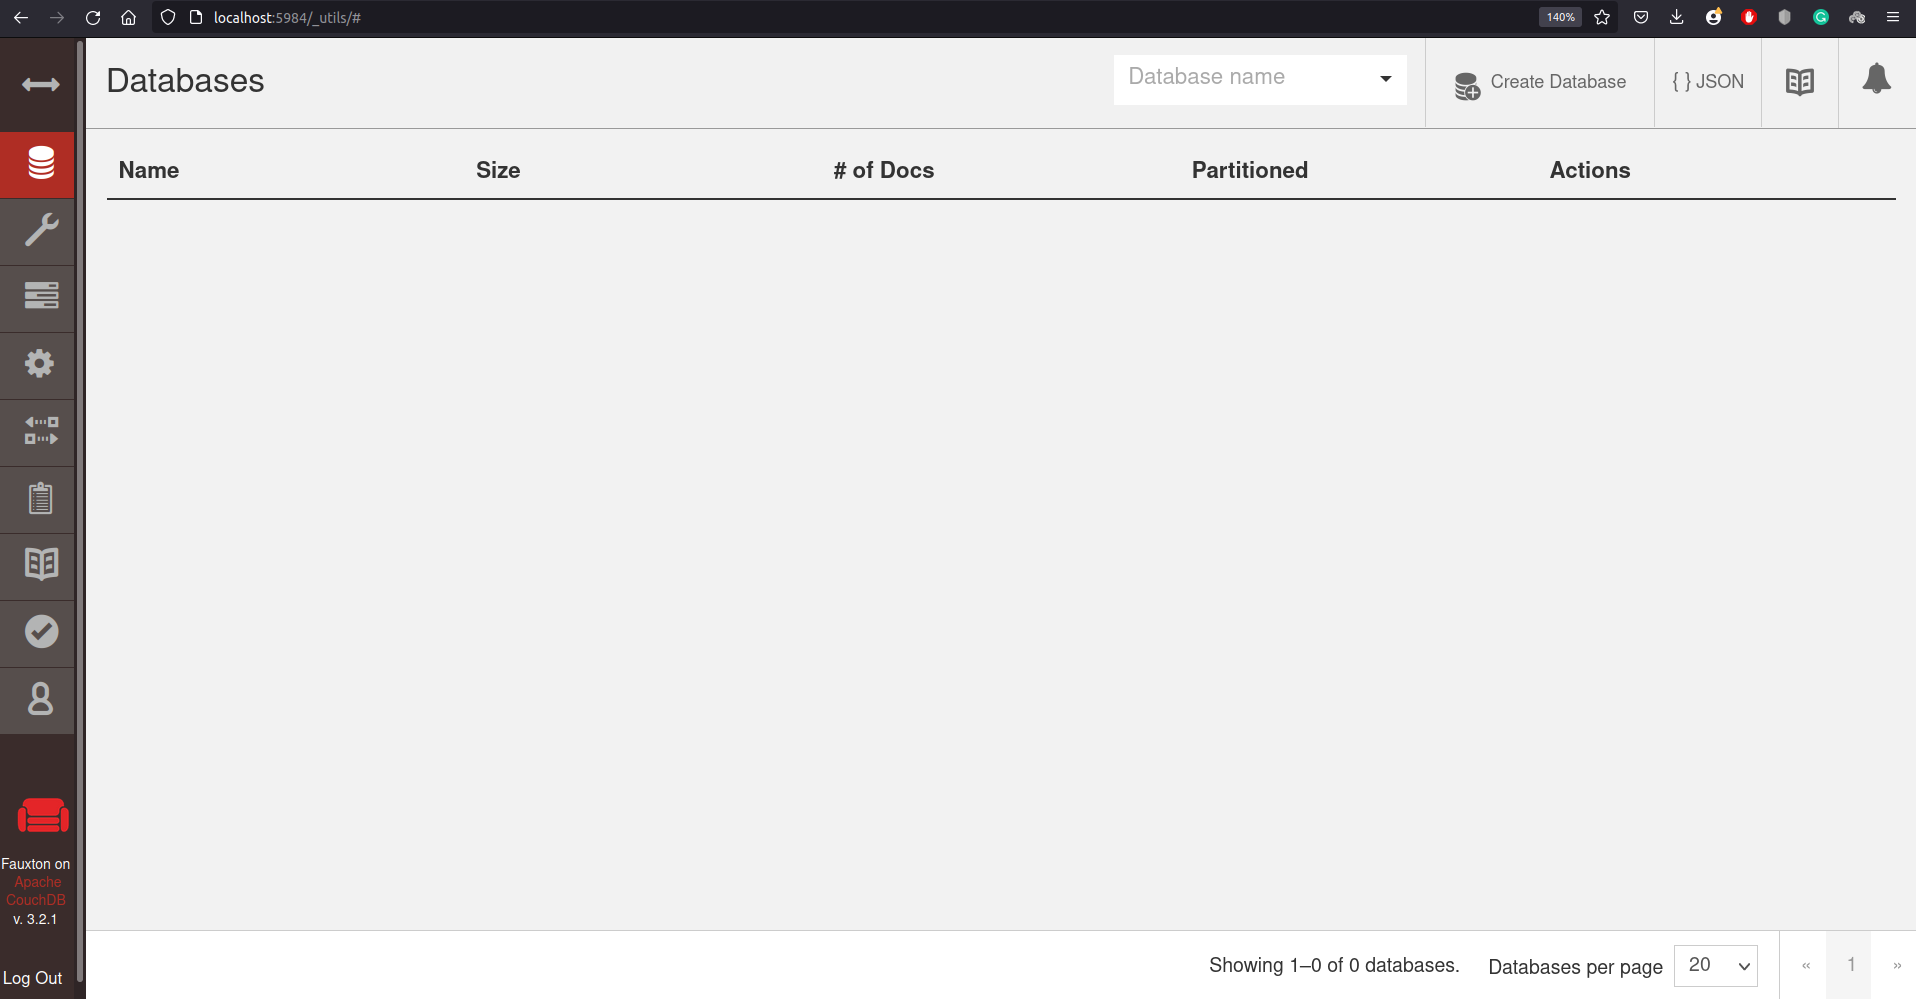 localhost:5984/_utils/#
140%
Databases
Database name
Create Database
{ } JSON
Name Size # of Docs Partitioned Actions
Fauxton on
Apache
CouchDB
v. 3.2.1
Log Out
Showing 1–0 of 0 databases.
Databases per page 20
« 1 »